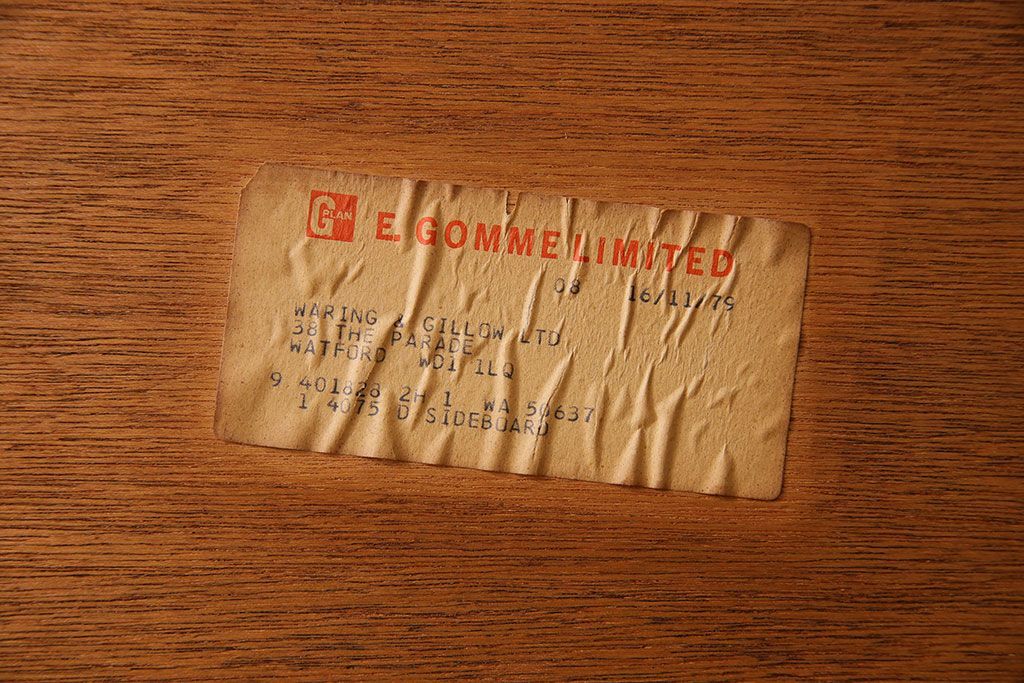 G PLAN
E. GOMME LIMITED
08 16/11/79
WARING & GILLOW LTD
38 THE PARADE
WATFORD WD1 1LQ
9 401828 2H 1 WA 50637
1 4075 D SIDEBOARD